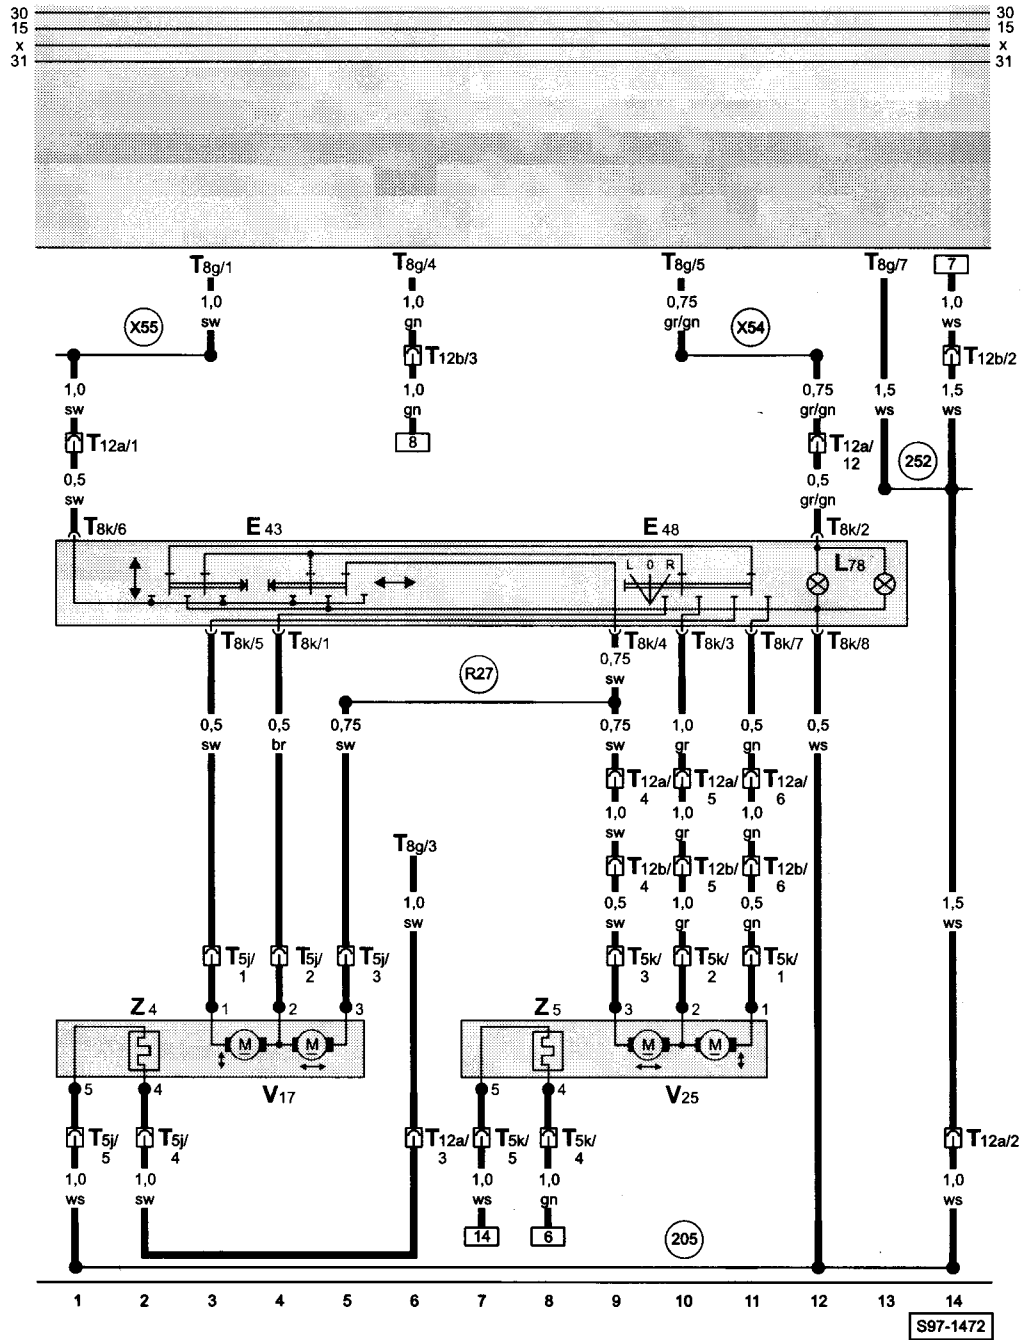 30 30
15 15
x x
31 31
T8g/1 T8g/4 T8g/5 T8g/7 7
1,0 1,0 0,75 1,0
sw gn gr/gn ws
X55 X54
T12b/3 T12b/2
1,0 1,0 0,75 1,5 1,5
sw gn gr/gn ws ws
T12a/1 8 T12a/12 252
0,5 0,5
sw gr/gn
T8k/6 E43 E48 T8k/2
L 0 R L78
T8k/5 T8k/1 T8k/4 T8k/3 T8k/7 T8k/8
0,75
sw
R27
0,5 0,5 0,75 0,75 1,0 0,5 0,5
sw br sw sw gr gn ws
T12a/4 T12a/5 T12a/6
1,0 1,0 1,0
sw gr gn
T8g/3
T12b/4 T12b/5 T12b/6
1,0 0,5 1,0 0,5 1,5
sw sw gr gn ws
T5j/1 T5j/2 T5j/3 T5k/3 T5k/2 T5k/1
Z4 1 2 3 Z5 3 2 1
M M M M
5 4 V17 5 4 V25
T5j/5 T5j/4 T12a/3 T5k/5 T5k/4 T12a/2
1,0 1,0 1,0 1,0 1,0
ws sw ws gn ws
14 6 205
1 2 3 4 5 6 7 8 9 10 11 12 13 14
S97-1472